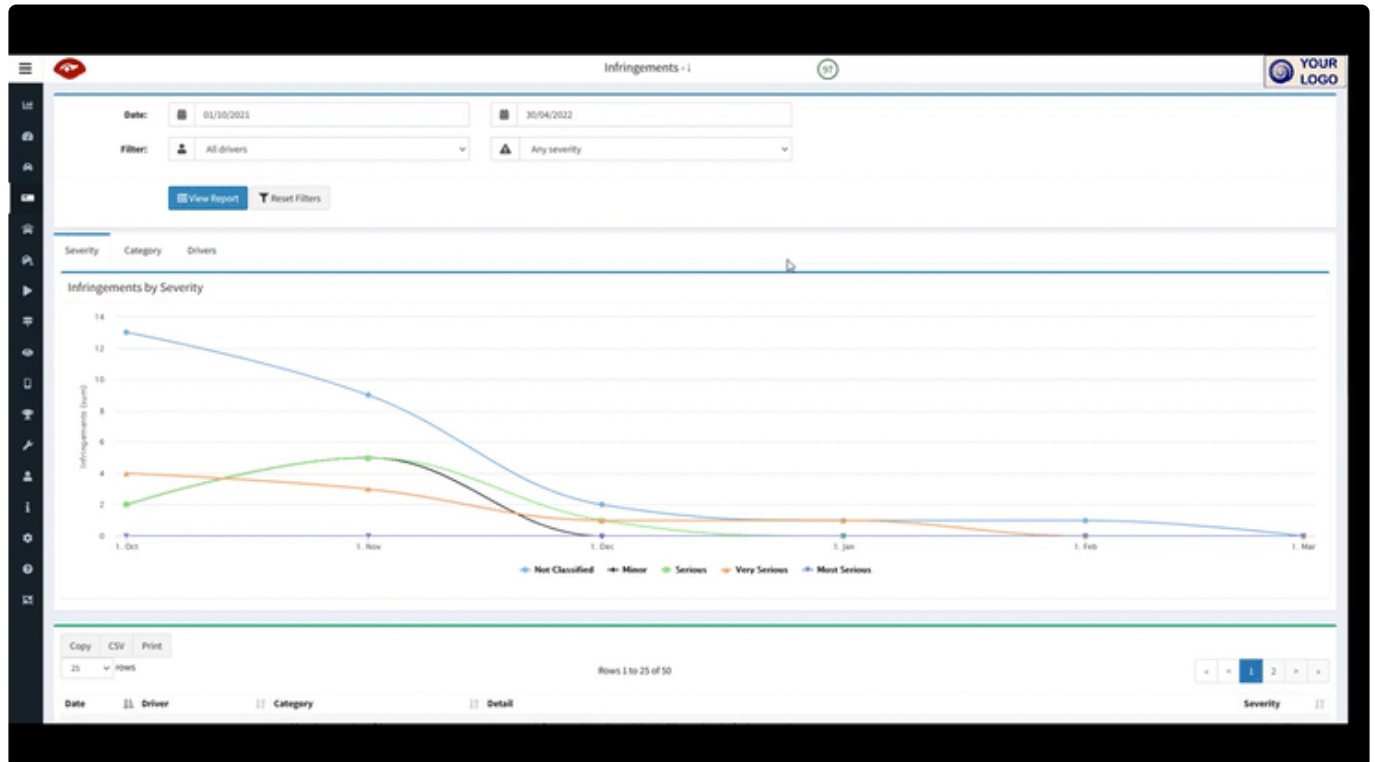 Infringements - i
97
YOUR
LOGO
Date: 01/10/2021 30/04/2022
Filter: All drivers Any severity
View Report Reset Filters
Severity Category Drivers
Infringements by Severity
Infringements (sum)
14
12
10
8
6
4
2
0
1. Oct 1. Nov 1. Dec 1. Jan 1. Feb 1. Mar
Not Classified Minor Serious Very Serious Most Serious
Copy CSV Print
25 rows
Rows 1 to 25 of 50
« < 1 2 > »
Date Driver Category Detail Severity